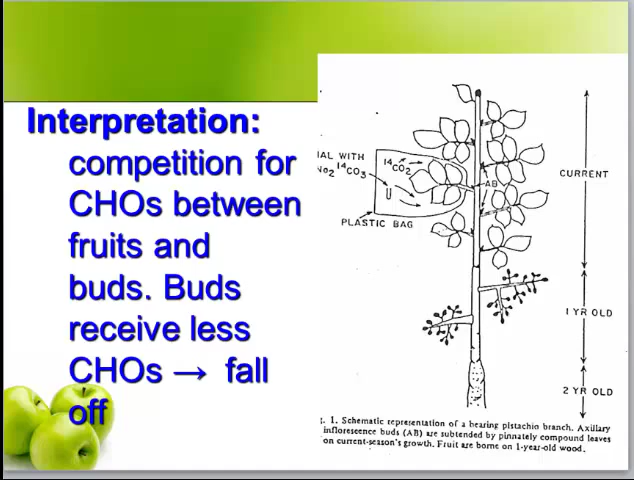 Interpretation:
competition for
CHOs between
fruits and
buds. Buds
receive less
CHOs → fall
off
IAL WITH
14CO2
No2 14CO3
AB
PLASTIC BAG
CURRENT
1 YR OLD
2 YR OLD
1. Schematic representation of a bearing pistachio branch. Axillary
inflorescence buds (AB) are subtended by pinnately compound leaves
on current-season's growth. Fruit are borne on 1-year-old wood.